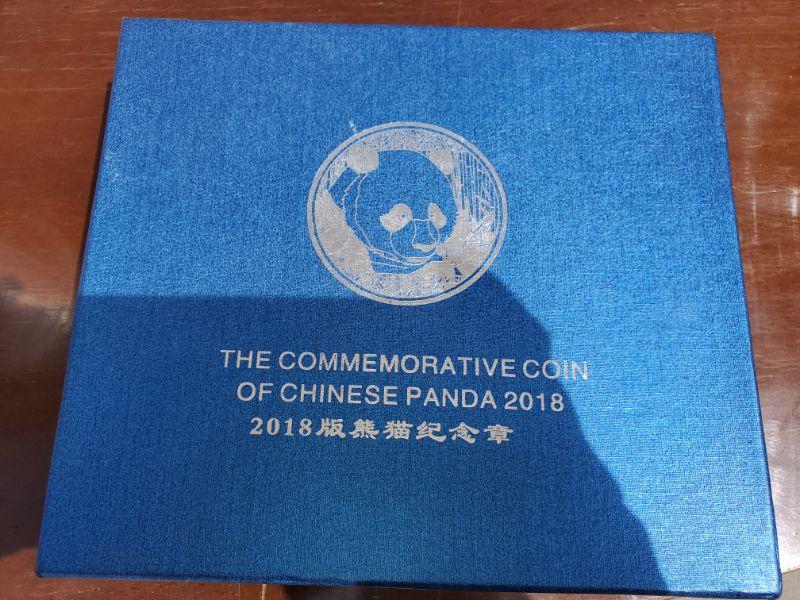 THE COMMEMORATIVE COIN
OF CHINESE PANDA 2018
2018版熊猫纪念章